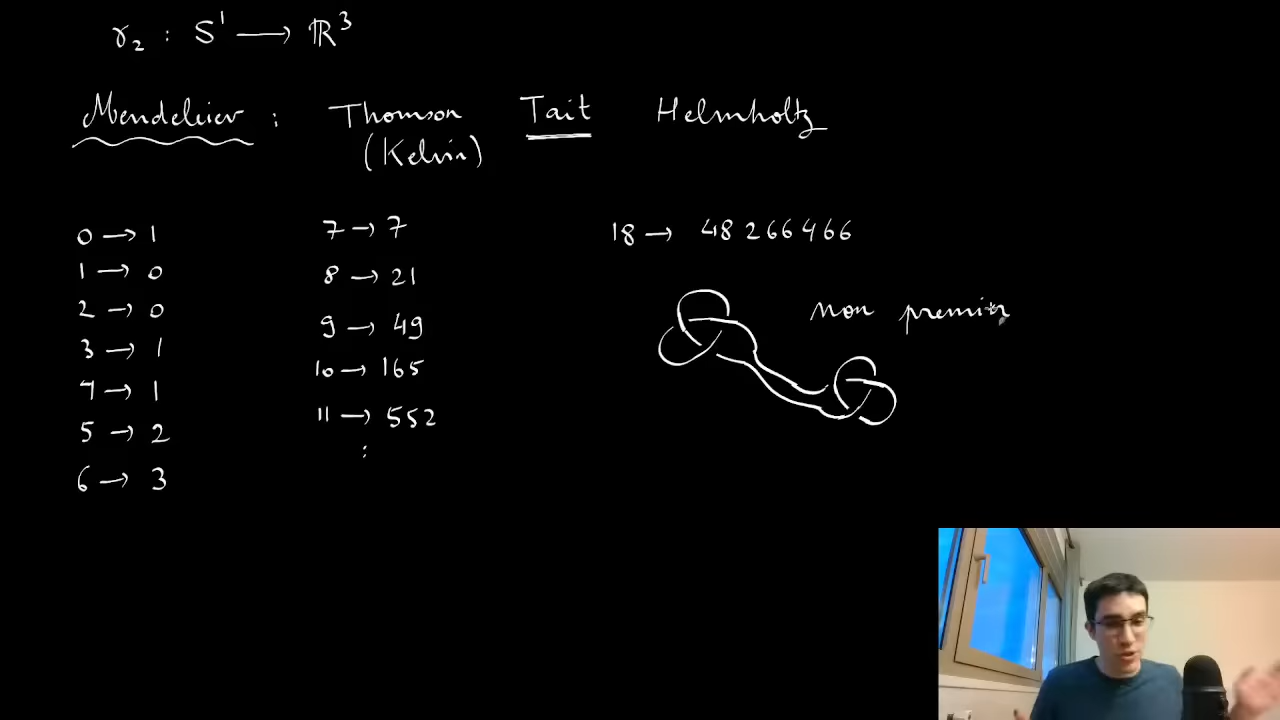 γ₂ : S¹ → ℝ³
Mendeleiev : Thomson Tait Helmholtz
(Kelvin)
0 → 1
1 → 0
2 → 0
3 → 1
4 → 1
5 → 2
6 → 3
7 → 7
8 → 21
9 → 49
10 → 165
11 → 552
:
18 → 48 266 466
non premier